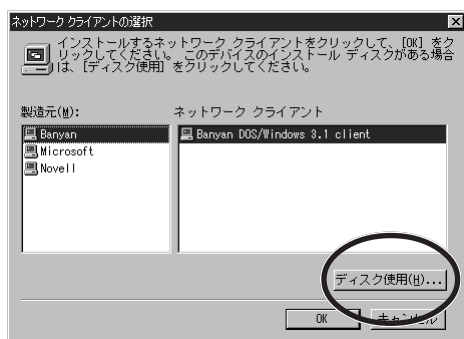 ネットワーク クライアントの選択
インストールするネットワーク クライアントをクリックして、[OK] をク
リックしてください。 このデバイスのインストール ディスクがある場合
は、[ディスク使用] をクリックしてください。
製造元(M):
ネットワーク クライアント
Banyan
Microsoft
Novell
Banyan DOS/Windows 3.1 client
ディスク使用(H)...
OK
キャンセル